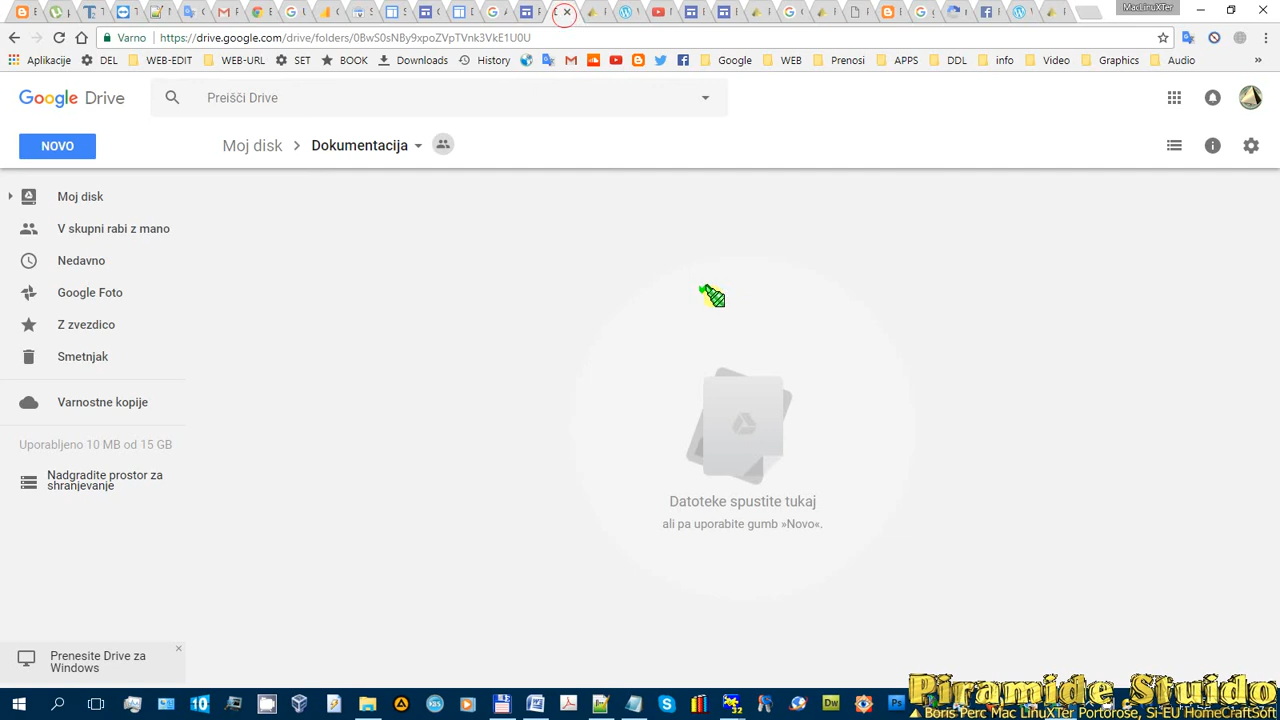 MacLinuXTer
Varno https://drive.google.com/drive/folders/0BwS0sNBy9xpoZVpTVnk3VkE1U0U
Aplikacije DEL WEB-EDIT WEB-URL SET BOOK Downloads History Google WEB Prenosi APPS DDL info Video Graphics Audio »
Google Drive Preišči Drive
NOVO Moj disk > Dokumentacija
Moj disk
V skupni rabi z mano
Nedavno
Google Foto
Z zvezdico
Smetnjak
Varnostne kopije
Uporabljeno 10 MB od 15 GB
Nadgradite prostor za
shranjevanje
Datoteke spustite tukaj
ali pa uporabite gumb »Novo«.
Prenesite Drive za
Windows
Piramide Stuido
▲ Boris Perc Mac LinuXTer Portorose, Si-EU HomeCraftSoft